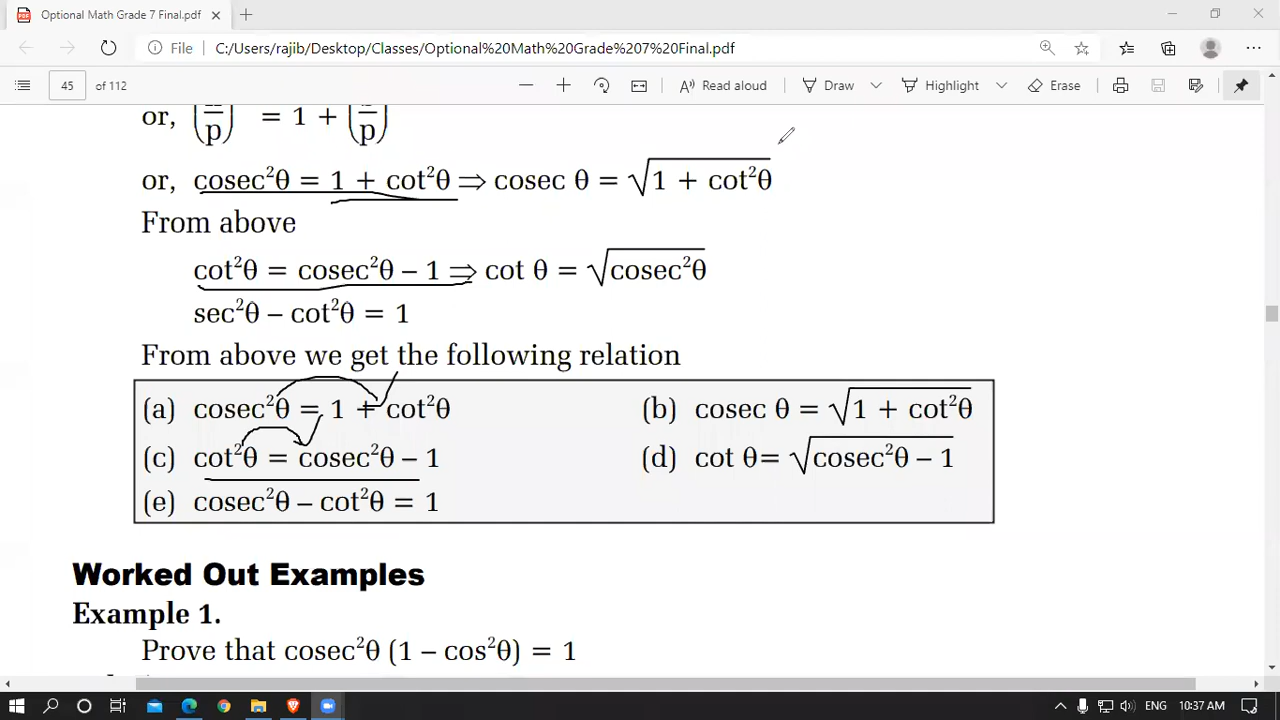 Optional Math Grade 7 Final.pdf
File C:/Users/rajib/Desktop/Classes/Optional%20Math%20Grade%207%20Final.pdf
45 of 112 Read aloud Draw Highlight Erase
or, (—/p) = 1 + (—/p)
or, cosec²θ = 1 + cot²θ ⇒ cosec θ = √(1 + cot²θ)
From above
cot²θ = cosec²θ – 1 ⇒ cot θ = √(cosec²θ)
sec²θ – cot²θ = 1
From above we get the following relation
(a) cosec²θ = 1 + cot²θ (b) cosec θ = √(1 + cot²θ)
(c) cot²θ = cosec²θ – 1 (d) cot θ= √(cosec²θ – 1)
(e) cosec²θ – cot²θ = 1
Worked Out Examples
Example 1.
Prove that cosec²θ (1 – cos²θ) = 1
ENG 10:37 AM